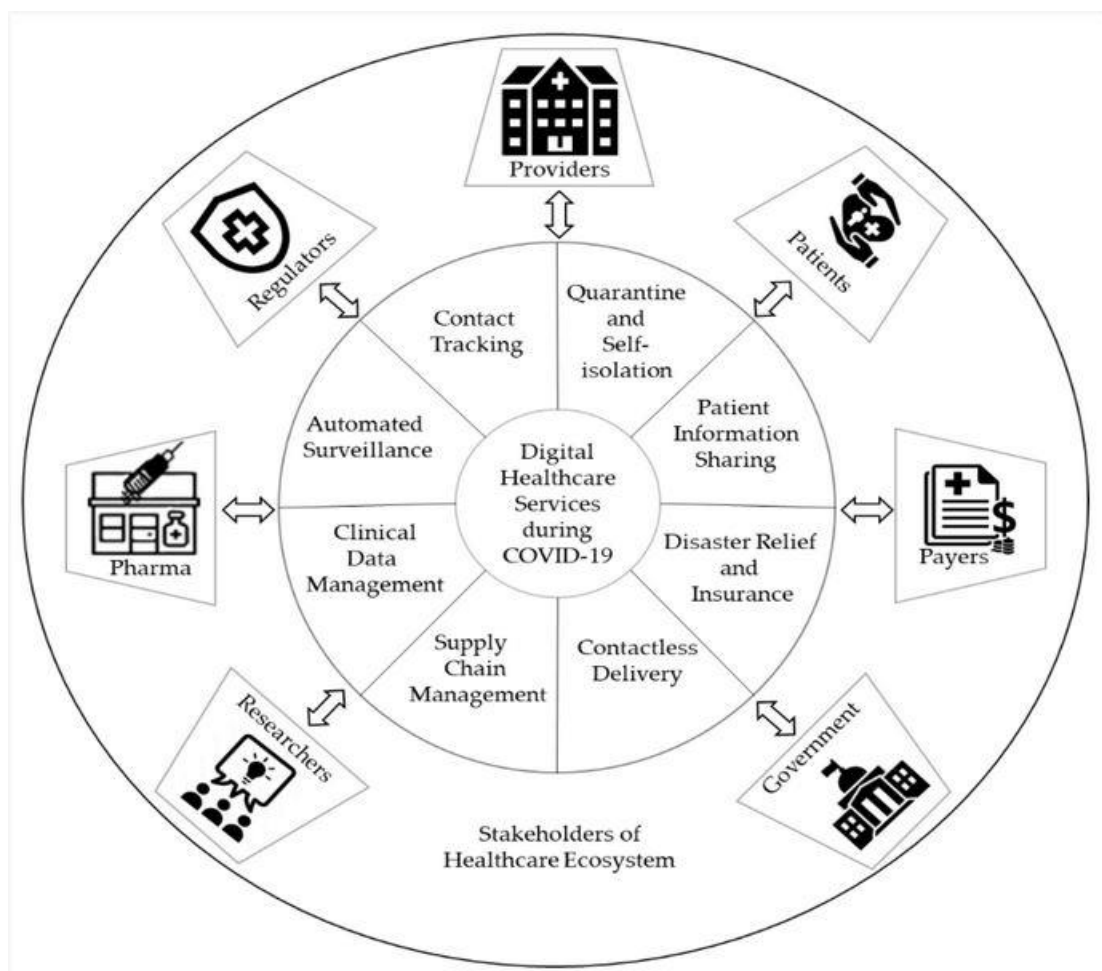 Providers
Regulators
Patients
Contact
Tracking
Quarantine
and
Self-
isolation
Automated
Surveillance
Patient
Information
Sharing
Digital
Healthcare
Services
during
COVID-19
Pharma
Payers
$
Clinical
Data
Management
Disaster Relief
and
Insurance
Supply
Chain
Management
Contactless
Delivery
Researchers
Government
Stakeholders of
Healthcare Ecosystem